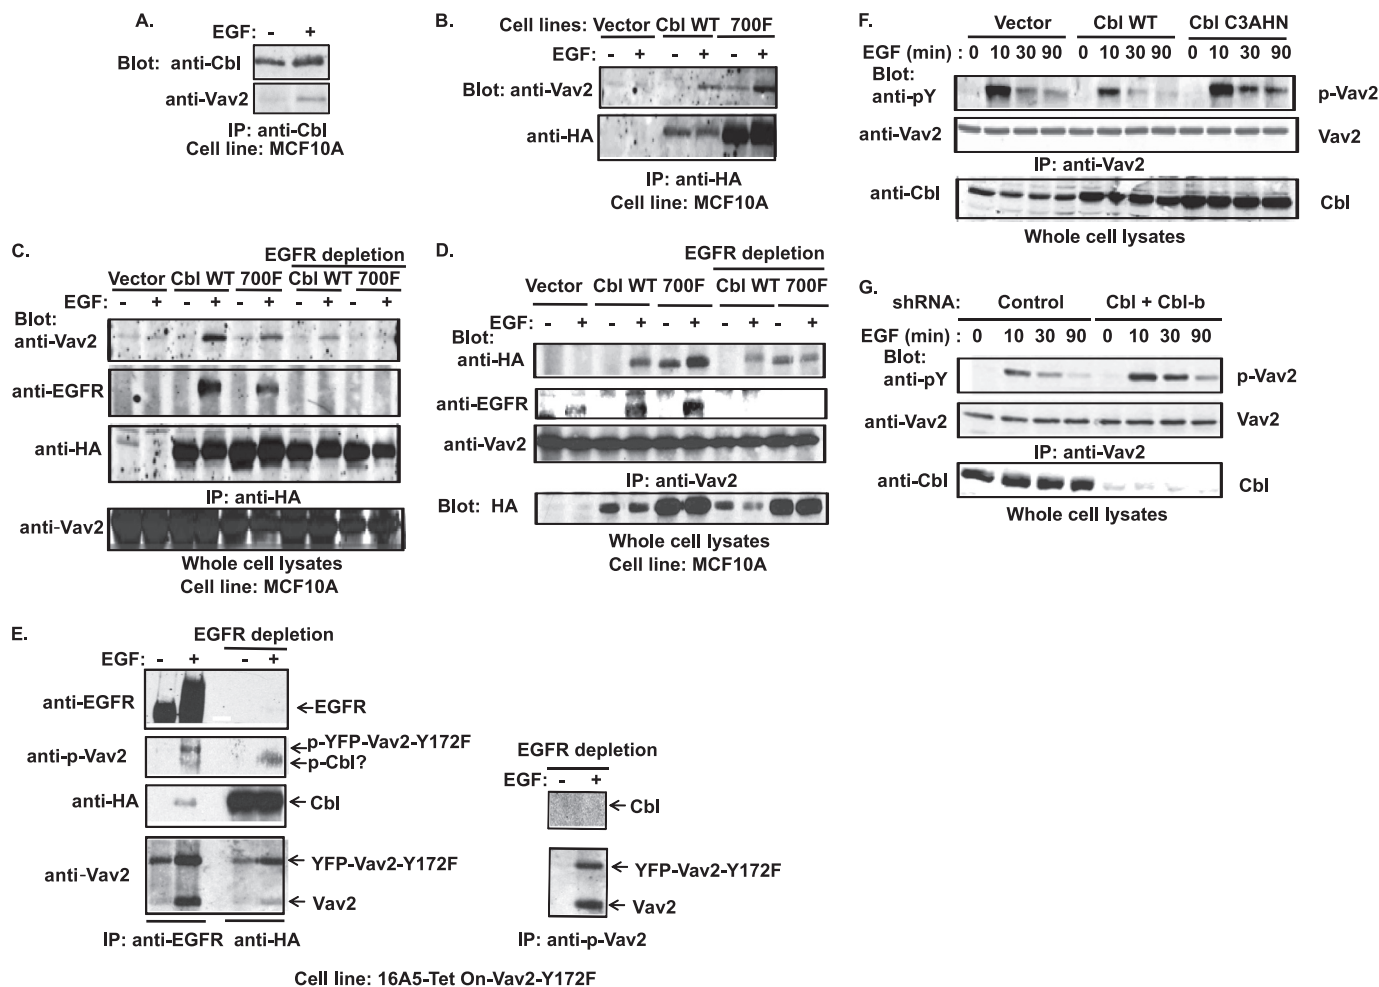 A.
EGF: - +
Blot: anti-Cbl
anti-Vav2
IP: anti-Cbl
Cell line: MCF10A
B.
Cell lines: Vector Cbl WT 700F
EGF: - + - + - +
Blot: anti-Vav2
anti-HA
IP: anti-HA
Cell line: MCF10A
C.
EGFR depletion
Vector Cbl WT 700F Cbl WT 700F
EGF: - + - + - + - + - +
Blot:
anti-Vav2
anti-EGFR
anti-HA
IP: anti-HA
anti-Vav2
Whole cell lysates
Cell line: MCF10A
D.
EGFR depletion
Vector Cbl WT 700F Cbl WT 700F
EGF: - + - + - + - + - +
Blot:
anti-HA
anti-EGFR
anti-Vav2
IP: anti-Vav2
Blot: HA
Whole cell lysates
Cell line: MCF10A
E.
EGFR depletion
EGF: - + - +
anti-EGFR
EGFR
anti-p-Vav2
p-YFP-Vav2-Y172F
p-Cbl?
anti-HA
Cbl
anti-Vav2
YFP-Vav2-Y172F
Vav2
IP: anti-EGFR anti-HA
EGFR depletion
EGF: - +
Cbl
YFP-Vav2-Y172F
Vav2
IP: anti-p-Vav2
Cell line: 16A5-Tet On-Vav2-Y172F
F.
Vector Cbl WT Cbl C3AHN
EGF (min) : 0 10 30 90 0 10 30 90 0 10 30 90
Blot:
anti-pY p-Vav2
anti-Vav2 Vav2
IP: anti-Vav2
anti-Cbl Cbl
Whole cell lysates
G.
shRNA: Control Cbl + Cbl-b
EGF (min) : 0 10 30 90 0 10 30 90
Blot:
anti-pY p-Vav2
anti-Vav2 Vav2
IP: anti-Vav2
anti-Cbl Cbl
Whole cell lysates